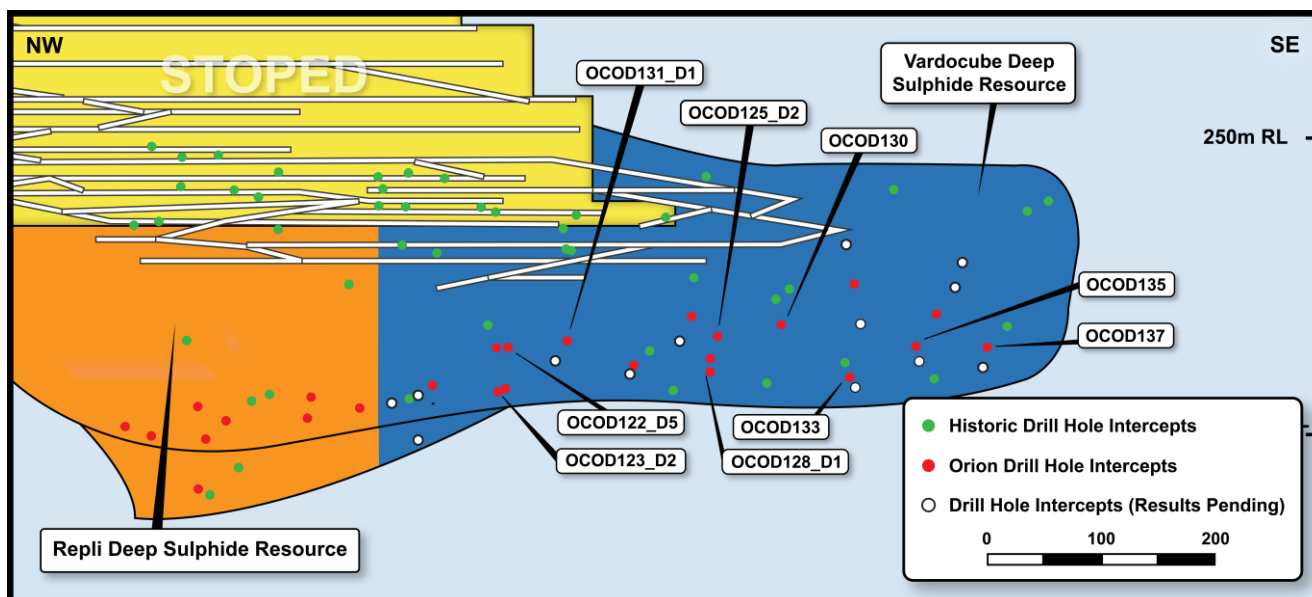 NW
SE
STOPED
OCOD131_D1
Vardocube Deep
Sulphide Resource
OCOD125_D2
OCOD130
250m RL
OCOD135
OCOD137
OCOD122_D5
OCOD133
OCOD123_D2
OCOD128_D1
Repli Deep Sulphide Resource
Historic Drill Hole Intercepts
Orion Drill Hole Intercepts
Drill Hole Intercepts (Results Pending)
0 100 200